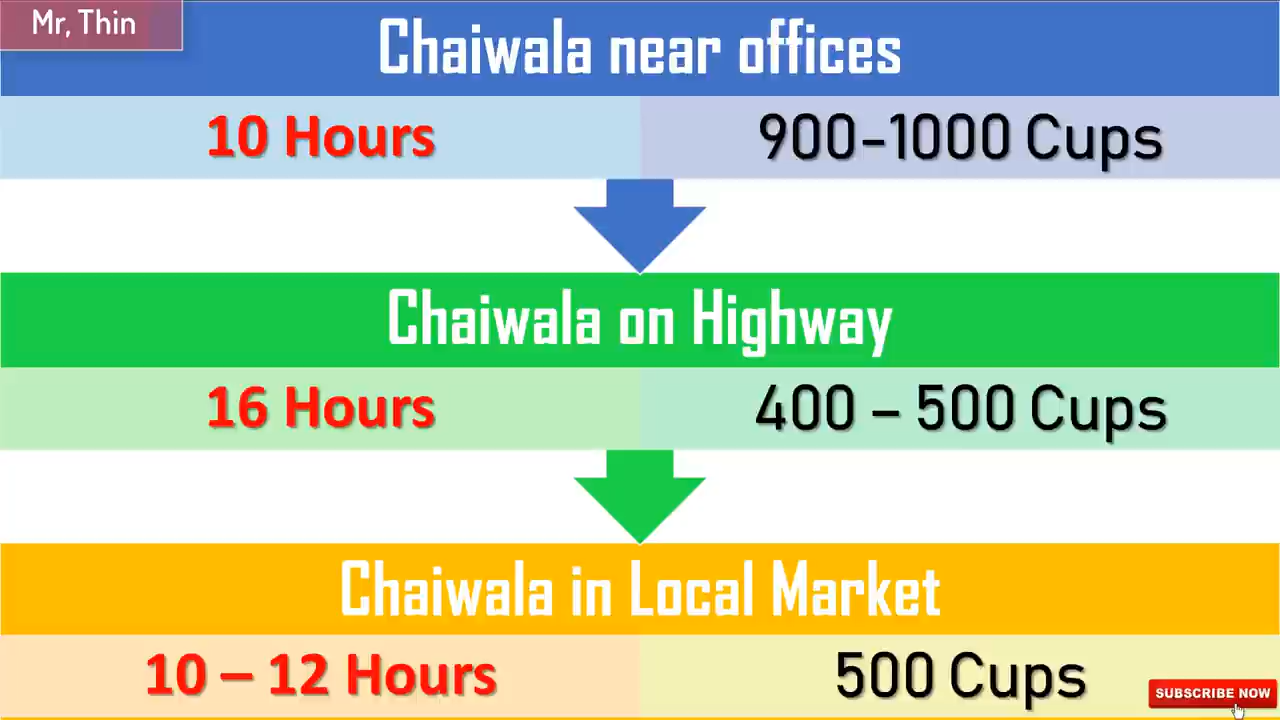 Mr, Thin
Chaiwala near offices
10 Hours
900-1000 Cups
Chaiwala on Highway
16 Hours
400 – 500 Cups
Chaiwala in Local Market
10 – 12 Hours
500 Cups
SUBSCRIBE NOW